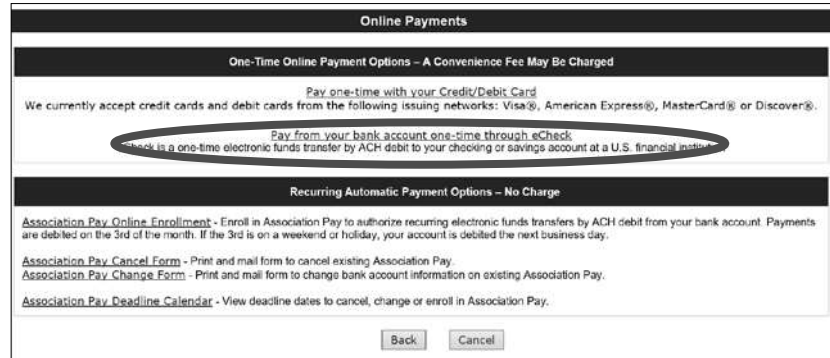 Online Payments
One-Time Online Payment Options – A Convenience Fee May Be Charged
Pay one-time with your Credit/Debit Card
We currently accept credit cards and debit cards from the following issuing networks: Visa®, American Express®, MasterCard® or Discover®.
Pay from your bank account one-time through eCheck
is a one-time electronic funds transfer by ACH debit to your checking or savings account at a U.S. financial
Recurring Automatic Payment Options – No Charge
Association Pay Online Enrollment - Enroll in Association Pay to authorize recurring electronic funds transfers by ACH debit from your bank account. Payments
are debited on the 3rd of the month. If the 3rd is on a weekend or holiday, your account is debited the next business day.
Association Pay Cancel Form - Print and mail form to cancel existing Association Pay.
Association Pay Change Form - Print and mail form to change bank account information on existing Association Pay.
Association Pay Deadline Calendar - View deadline dates to cancel, change or enroll in Association Pay.
Back Cancel